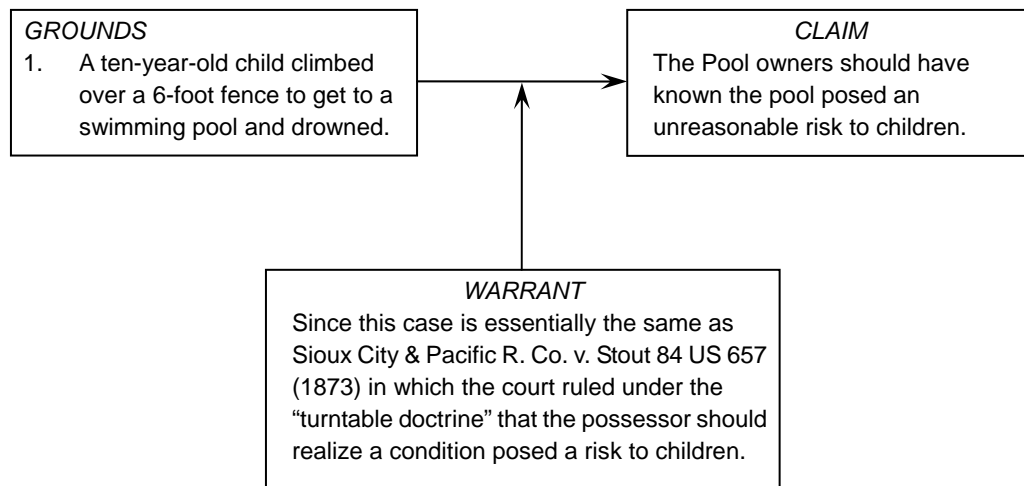 GROUNDS
1. A ten-year-old child climbed
over a 6-foot fence to get to a
swimming pool and drowned.
CLAIM
The Pool owners should have
known the pool posed an
unreasonable risk to children.
WARRANT
Since this case is essentially the same as
Sioux City & Pacific R. Co. v. Stout 84 US 657
(1873) in which the court ruled under the
“turntable doctrine” that the possessor should
realize a condition posed a risk to children.